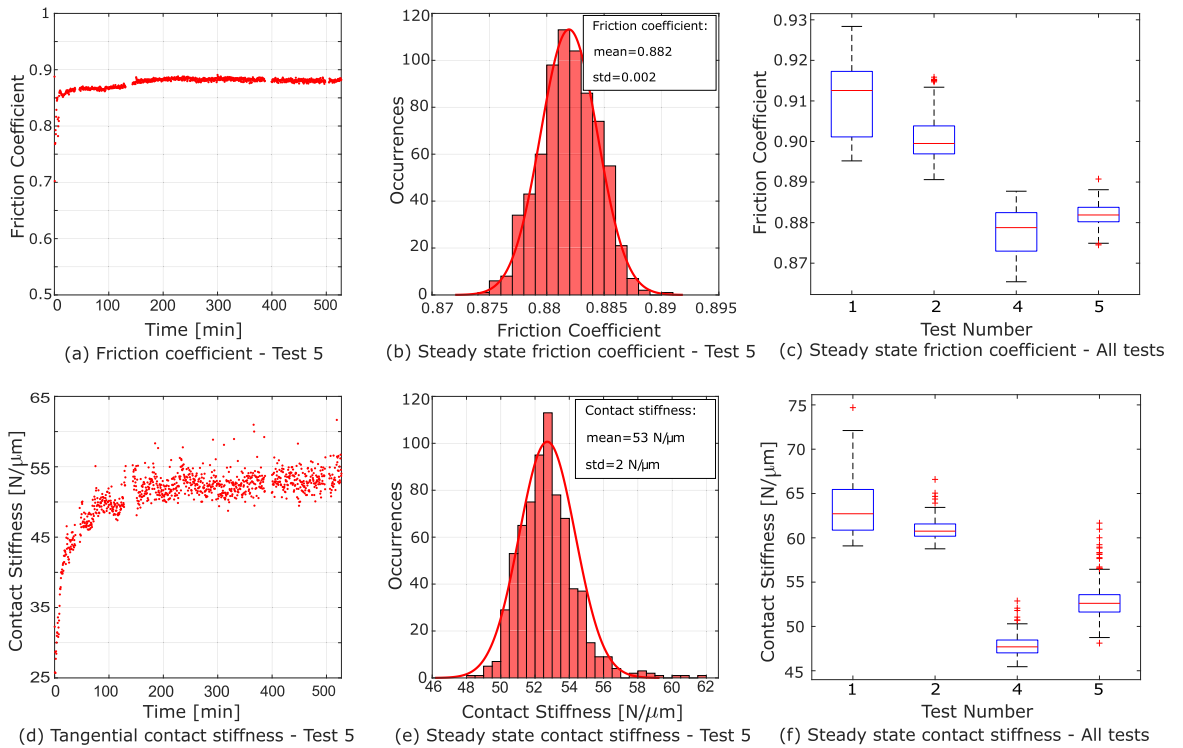 1
0.9
0.8
0.7
0.6
0.5
0 100 200 300 400 500
Friction Coefficient
Time [min]
(a) Friction coefficient - Test 5
120
100
80
60
40
20
0
0.87 0.875 0.88 0.885 0.89 0.895
Occurrences
Friction coefficient:
mean=0.882
std=0.002
Friction Coefficient
(b) Steady state friction coefficient - Test 5
0.93
0.92
0.91
0.90
0.89
0.88
0.87
1 2 4 5
Friction Coefficient
Test Number
(c) Steady state friction coefficient - All tests
65
55
45
35
25
0 100 200 300 400 500
Contact Stiffness [N/µm]
Time [min]
(d) Tangential contact stiffness - Test 5
120
100
80
60
40
20
0
46 48 50 52 54 56 58 60 62
Occurrences
Contact stiffness:
mean=53 N/µm
std=2 N/µm
Contact Stiffness [N/µm]
(e) Steady state contact stiffness - Test 5
75
70
65
60
55
50
45
1 2 4 5
Contact Stiffness [N/µm]
Test Number
(f) Steady state contact stiffness - All tests